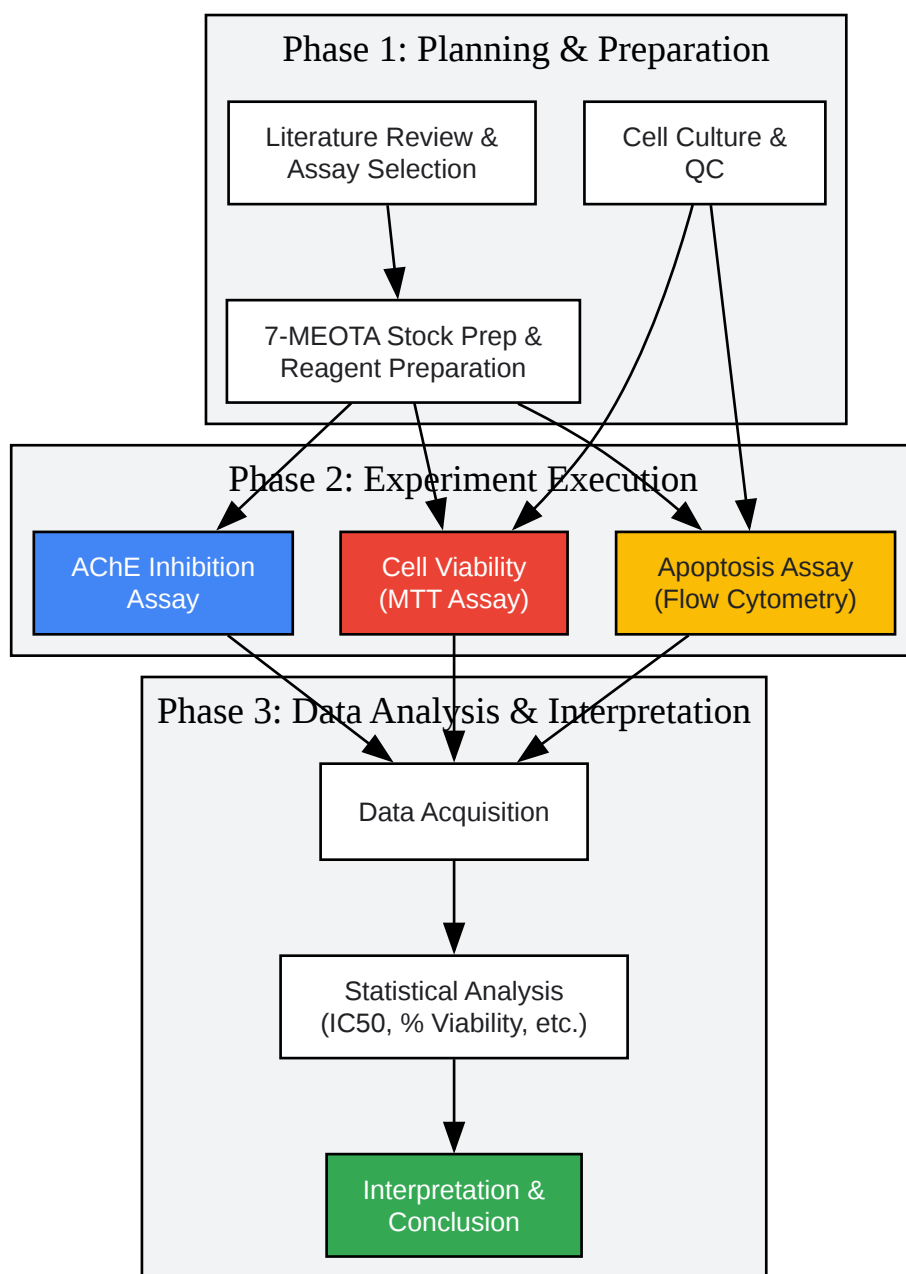 Phase 1: Planning & Preparation
Literature Review &
Assay Selection
Cell Culture &
QC
7-MEOTA Stock Prep &
Reagent Preparation
Phase 2: Experiment Execution
AChE Inhibition
Assay
Cell Viability
(MTT Assay)
Apoptosis Assay
(Flow Cytometry)
Phase 3: Data Analysis & Interpretation
Data Acquisition
Statistical Analysis
(IC50, % Viability, etc.)
Interpretation &
Conclusion